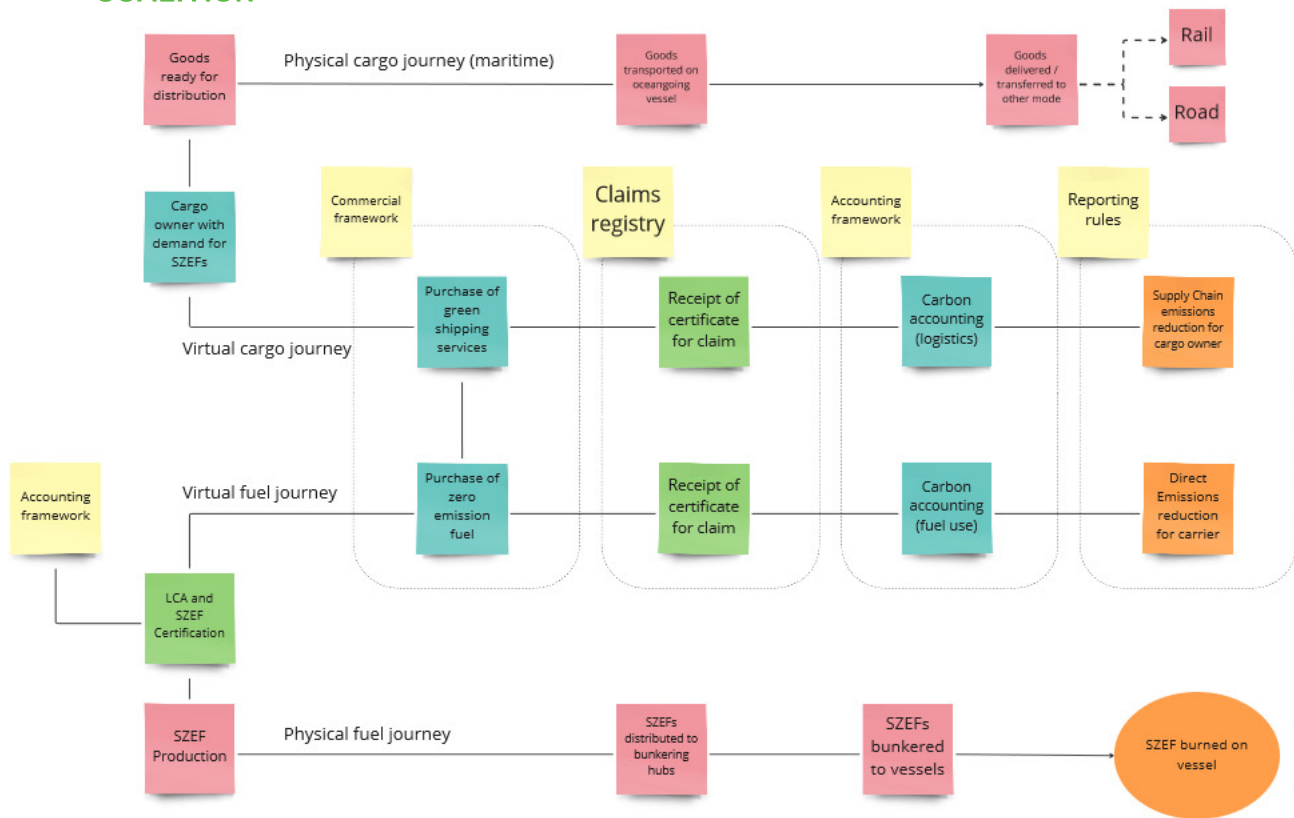 Goods
ready for
distribution
Physical cargo journey (maritime)
Goods
transported on
oceangoing
vessel
Goods
delivered /
transferred to
other mode
Rail
Road
Cargo
owner with
demand for
SZEFs
Commercial
framework
Claims
registry
Accounting
framework
Reporting
rules
Virtual cargo journey
Purchase of
green
shipping
services
Receipt of
certificate
for claim
Carbon
accounting
(logistics)
Supply Chain
emissions
reduction for
cargo owner
Accounting
framework
Virtual fuel journey
Purchase of
zero
emission
fuel
Receipt of
certificate
for claim
Carbon
accounting
(fuel use)
Direct
Emissions
reduction
for carrier
LCA and
SZEF
Certification
SZEF
Production
Physical fuel journey
SZEFs
distributed to
bunkering
hubs
SZEFs
bunkered
to vessels
SZEF burned on
vessel